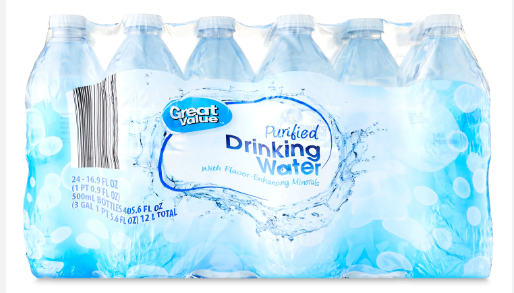 Great
Value
Purified
Drinking
Water
With Flavor-Enhancing Minerals
24 - 16.9 FL OZ
(1 PT 0.9 FL OZ)
500mL BOTTLES 405.6 FL OZ
(3 GAL 1 PT 5.6 FL OZ) 12 L TOTAL